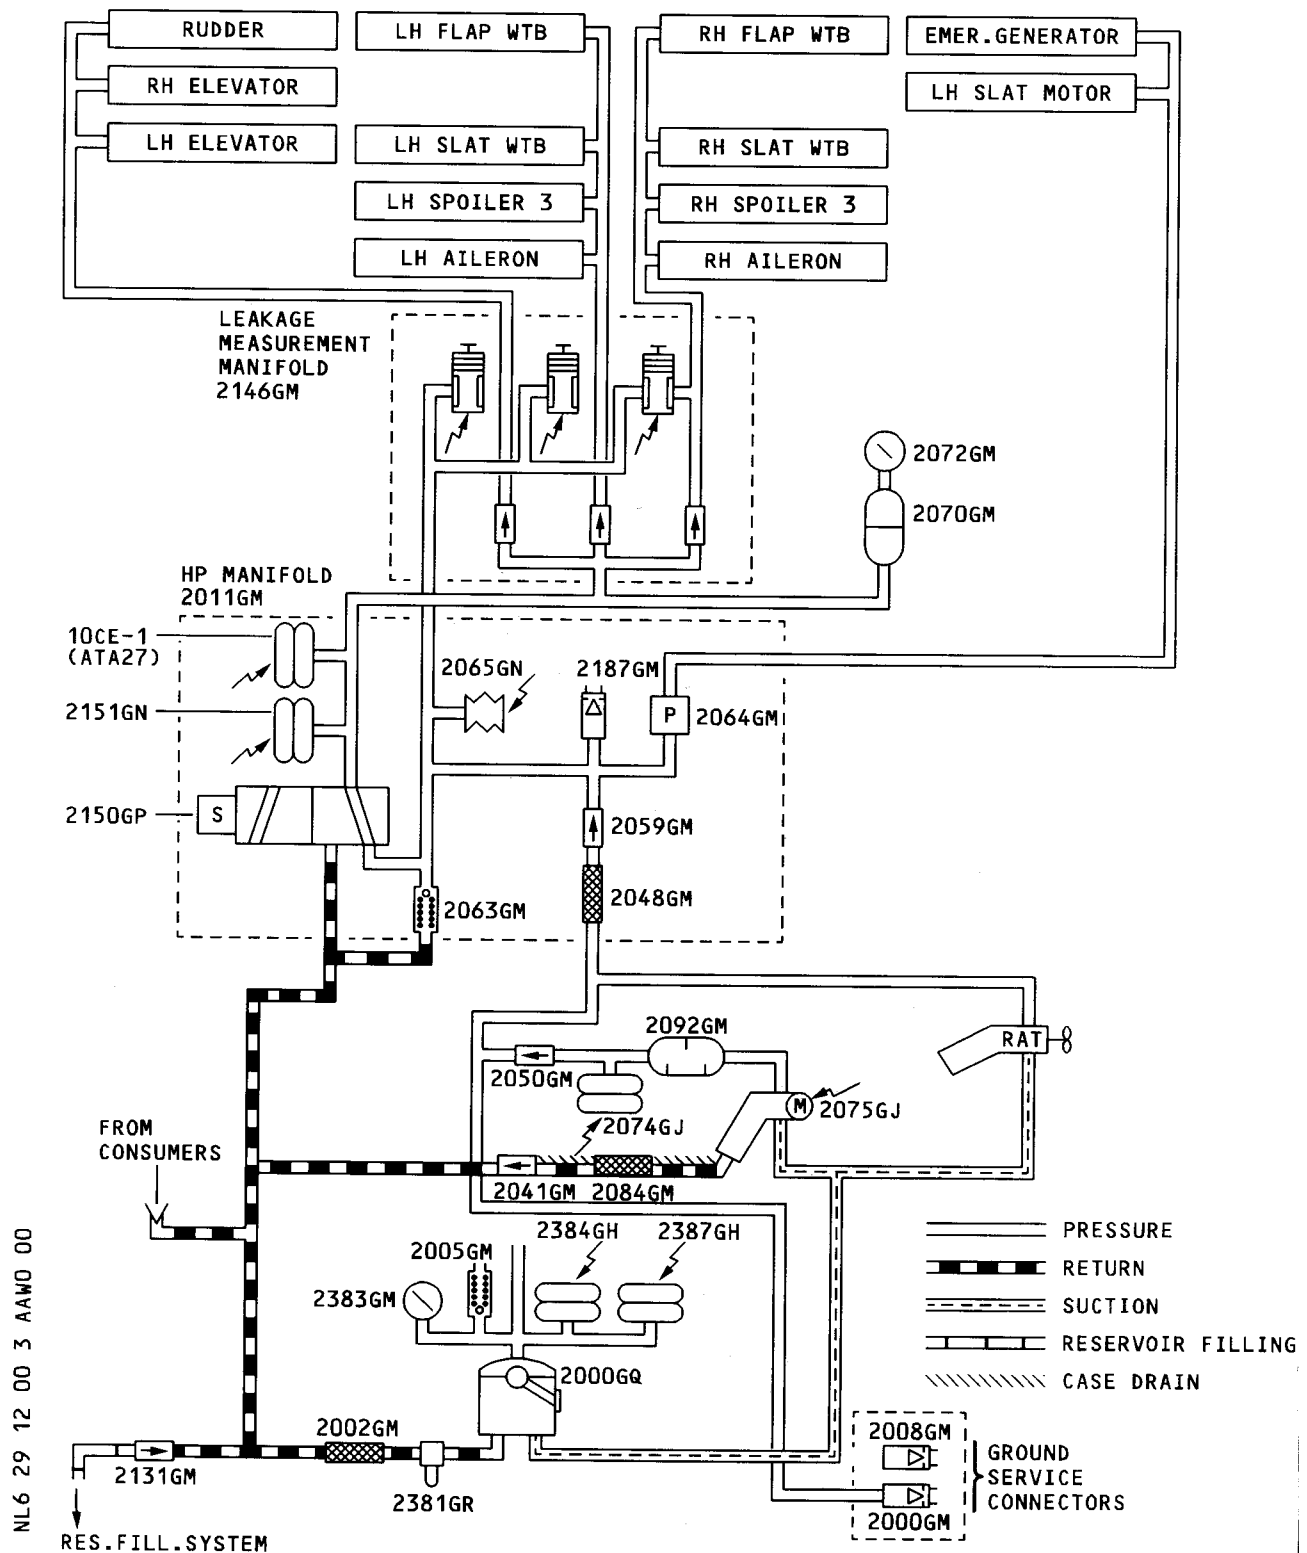 RUDDER
LH FLAP WTB
RH FLAP WTB
EMER.GENERATOR
RH ELEVATOR
LH SLAT MOTOR
LH ELEVATOR
LH SLAT WTB
RH SLAT WTB
LH SPOILER 3
RH SPOILER 3
LH AILERON
RH AILERON
LEAKAGE
MEASUREMENT
MANIFOLD
2146GM
2072GM
2070GM
HP MANIFOLD
2011GM
10CE-1
(ATA27)
2065GN
2187GM
2151GN
P
2064GM
2150GP
S
2059GM
2048GM
2063GM
2092GM
RAT
2050GM
M
2075GJ
2074GJ
FROM
CONSUMERS
2041GM
2084GM
2384GH
2387GH
2005GM
2383GM
2000GQ
PRESSURE
RETURN
SUCTION
RESERVOIR FILLING
CASE DRAIN
2002GM
2131GM
2381GR
2008GM
2000GM
GROUND
SERVICE
CONNECTORS
RES.FILL.SYSTEM
NL6 29 12 00 3 AAW0 00